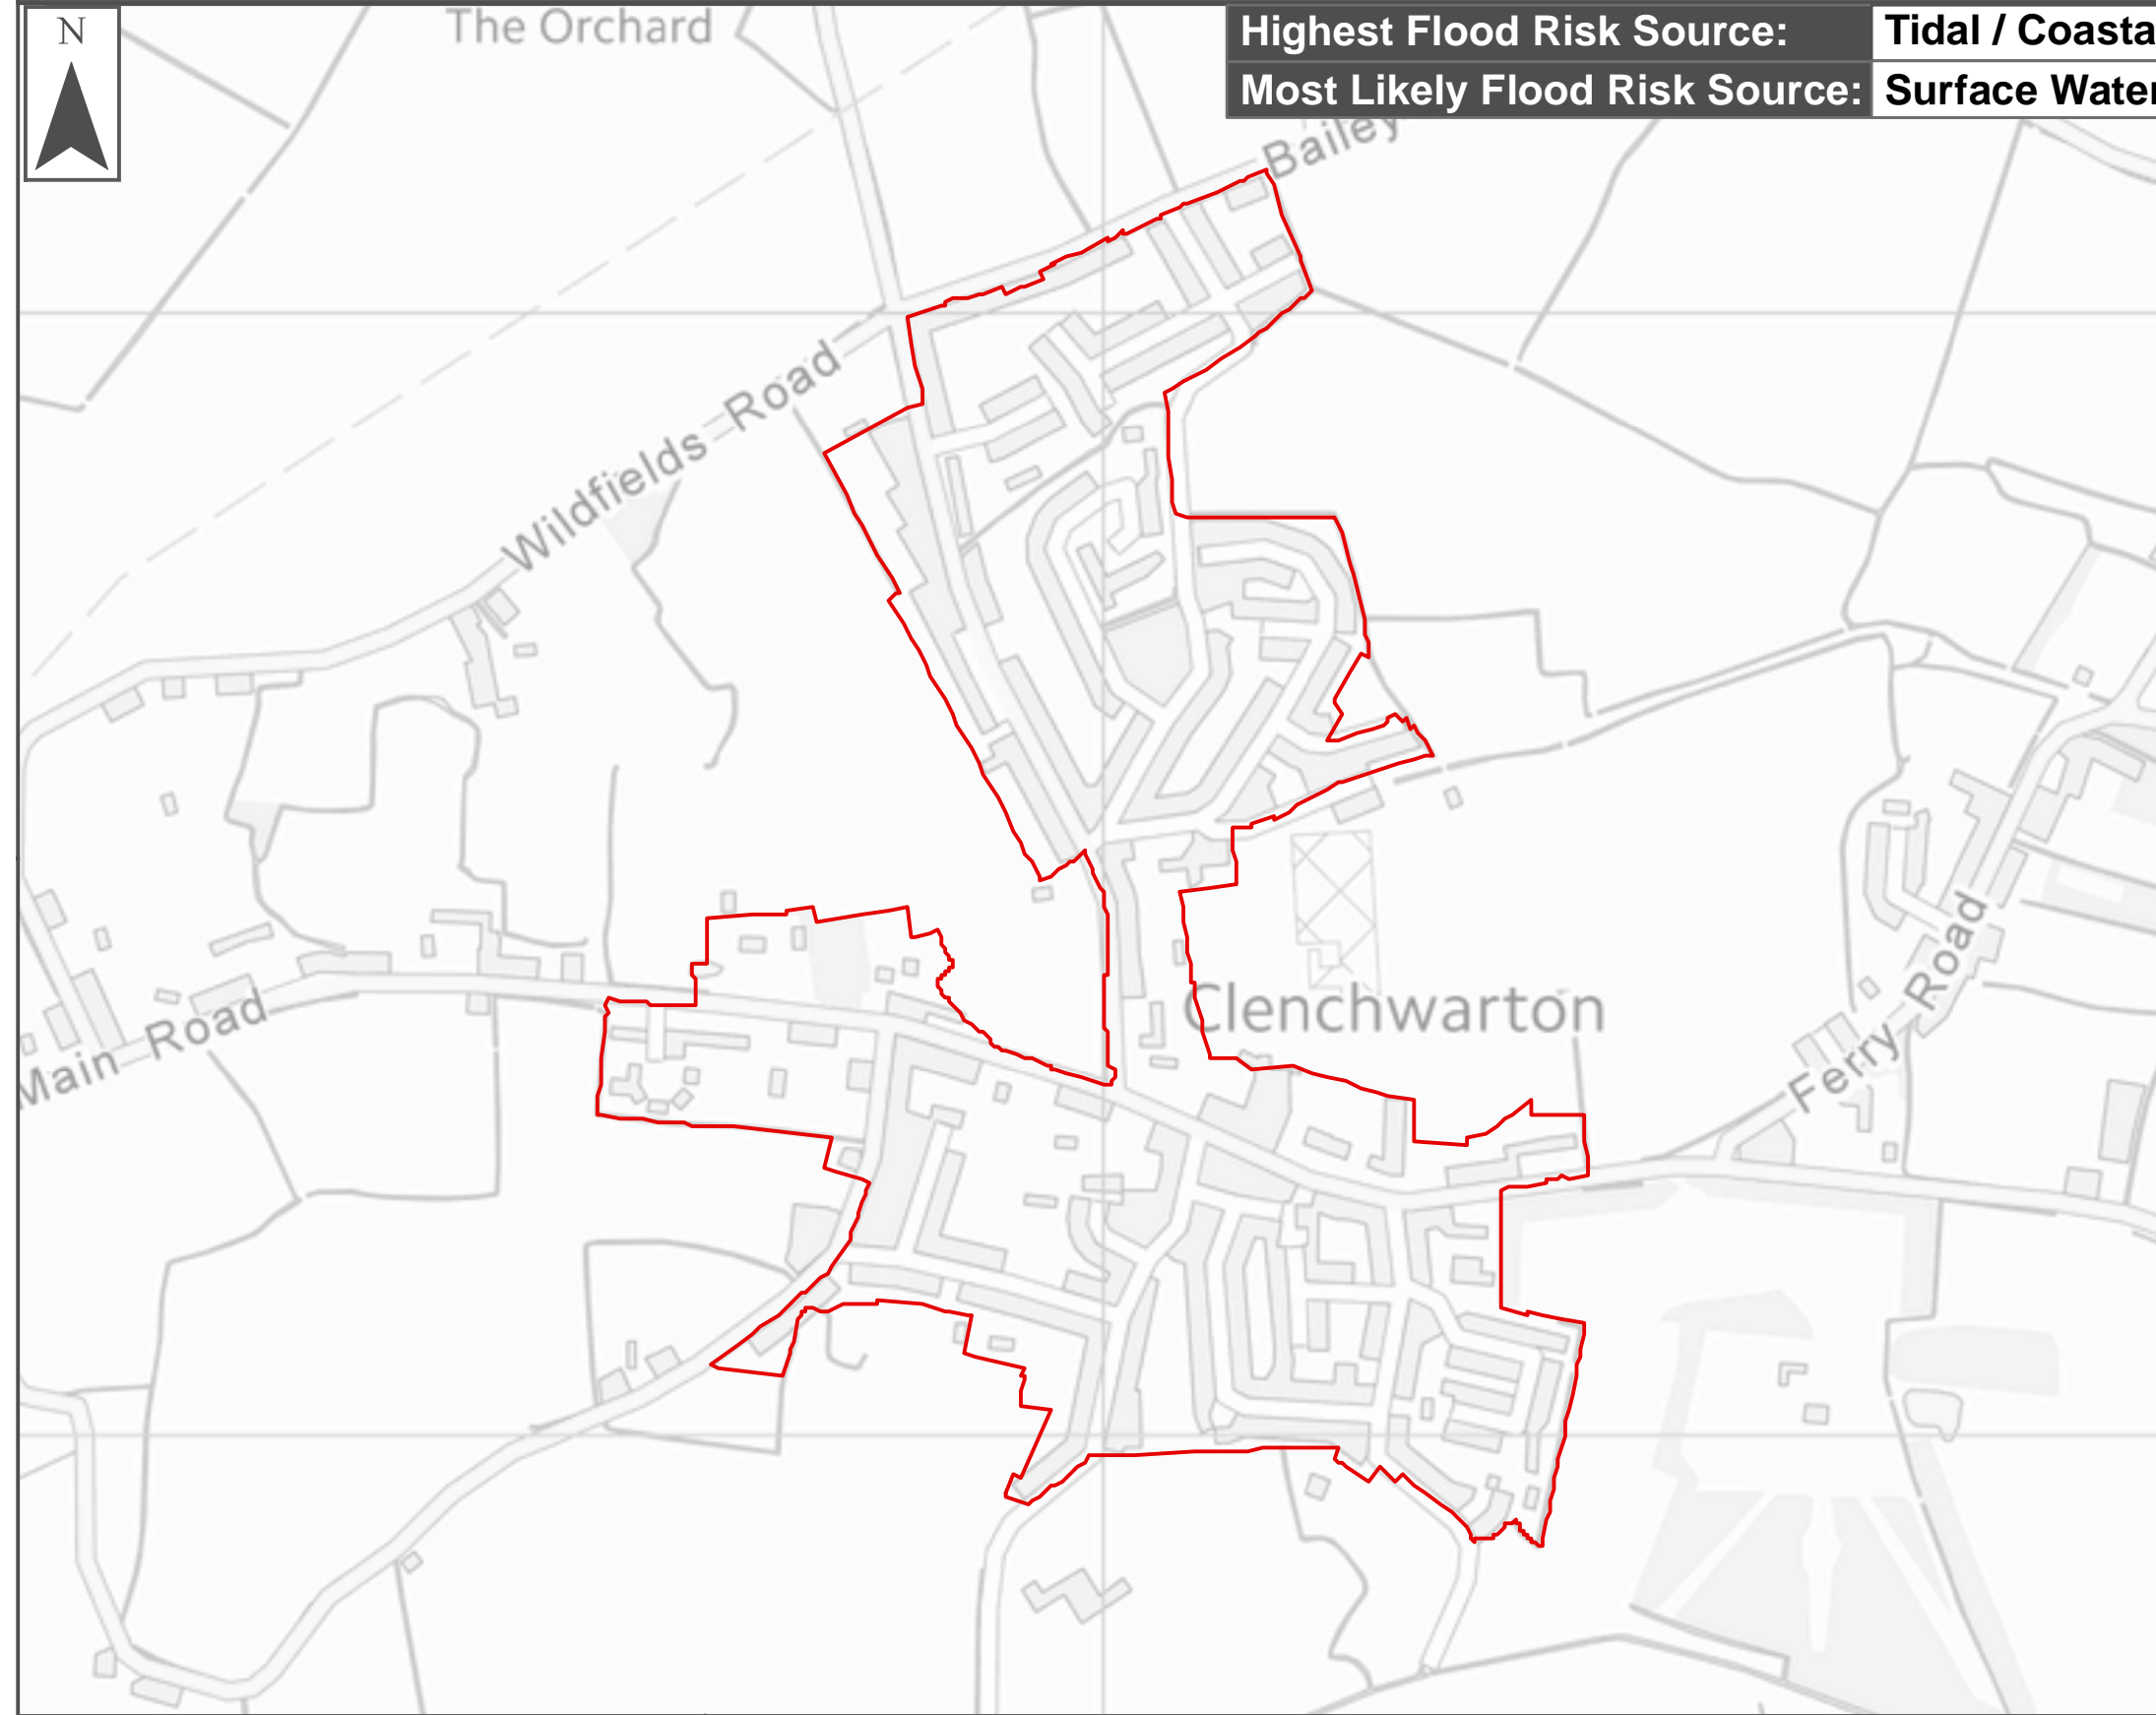 N
The Orchard
Highest Flood Risk Source: Tidal / Coasta
Most Likely Flood Risk Source: Surface Water
Bailey
Wildfields Road
Clenchwarton
Main Road
Ferry Road